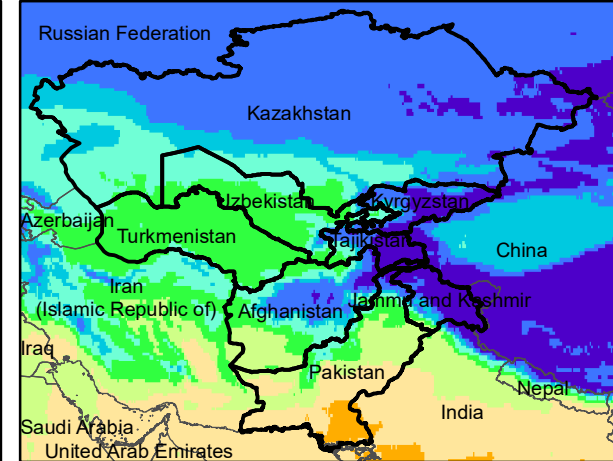 Russian Federation
Kazakhstan
Uzbekistan
Kyrgyzstan
Azerbaijan
Turkmenistan
Tajikistan
China
Iran
(Islamic Republic of)
Afghanistan
Jammu and Kashmir
Iraq
Pakistan
Nepal
India
Saudi Arabia
United Arab Emirates